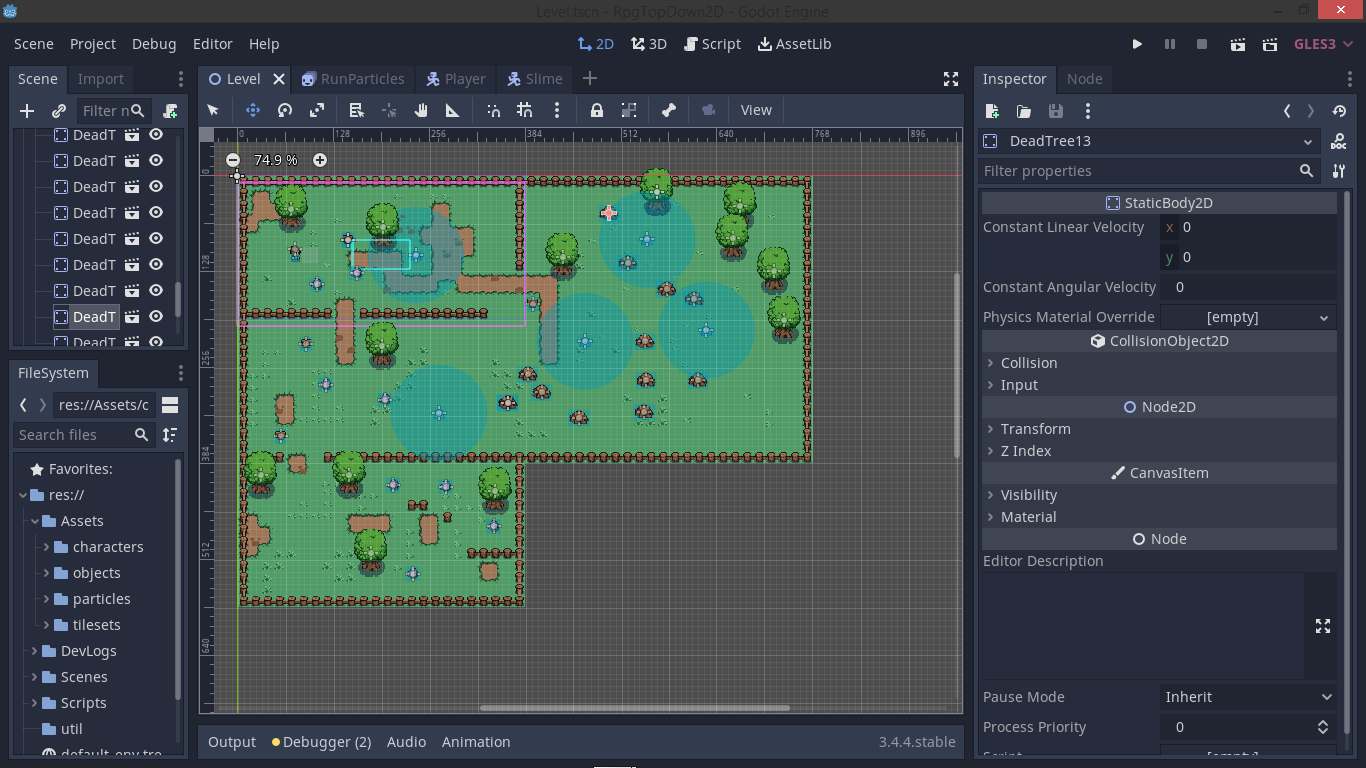 Level.tscn - RpgTopDown2D - Godot Engine
Scene Project Debug Editor Help
2D 3D Script AssetLib
GLES3
Scene Import
Level RunParticles Player Slime
Inspector Node
Filter n
View
DeadT
DeadT
DeadT
DeadT
DeadT
DeadT
DeadT
DeadT
DeadT
0 128 256 384 512 640 768 896
0
128
256
384
512
640
74.9 %
FileSystem
res://Assets/c
Search files
Favorites:
res://
Assets
characters
objects
particles
tilesets
DevLogs
Scenes
Scripts
util
default_env.tre
Output Debugger (2) Audio Animation 3.4.4.stable
DeadTree13
DOC
Filter properties
StaticBody2D
Constant Linear Velocity x 0
y 0
Constant Angular Velocity 0
Physics Material Override [empty]
CollisionObject2D
Collision
Input
Node2D
Transform
Z Index
CanvasItem
Visibility
Material
Node
Editor Description
Pause Mode Inherit
Process Priority 0
Script [empty]